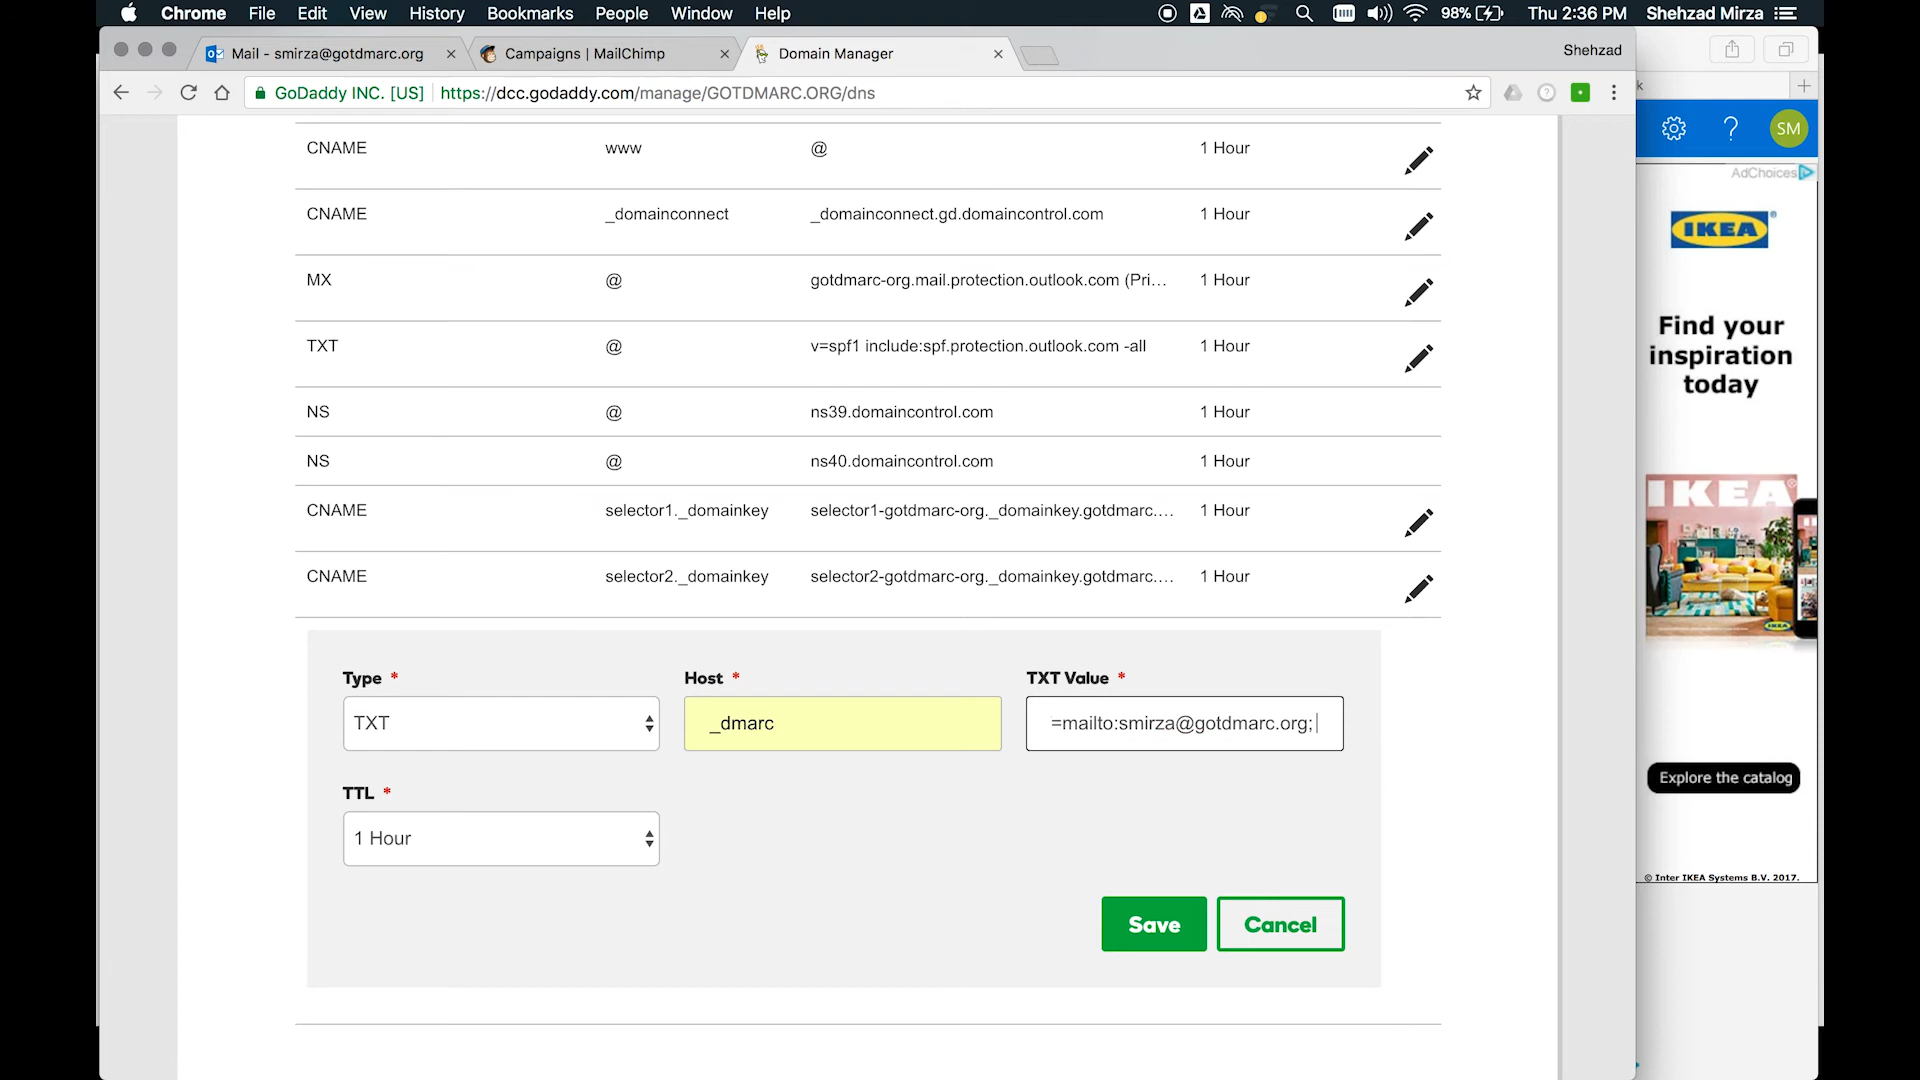 Chrome File Edit View History Bookmarks People Window Help 98% Thu 2:36 PM Shehzad Mirza
Mail - smirza@gotdmarc.org Campaigns | MailChimp Domain Manager Shehzad
GoDaddy INC. [US] https://dcc.godaddy.com/manage/GOTDMARC.ORG/dns
CNAME www @ 1 Hour
CNAME _domainconnect _domainconnect.gd.domaincontrol.com 1 Hour
MX @ gotdmarc-org.mail.protection.outlook.com (Pri... 1 Hour
TXT @ v=spf1 include:spf.protection.outlook.com -all 1 Hour
NS @ ns39.domaincontrol.com 1 Hour
NS @ ns40.domaincontrol.com 1 Hour
CNAME selector1._domainkey selector1-gotdmarc-org._domainkey.gotdmarc.... 1 Hour
CNAME selector2._domainkey selector2-gotdmarc-org._domainkey.gotdmarc.... 1 Hour
Type * Host * TXT Value *
TXT _dmarc =mailto:smirza@gotdmarc.org;
TTL *
1 Hour
Save Cancel
k
? SM
AdChoices
IKEA
Find your
inspiration
today
IKEA
Explore the catalog
© Inter IKEA Systems B.V. 2017.